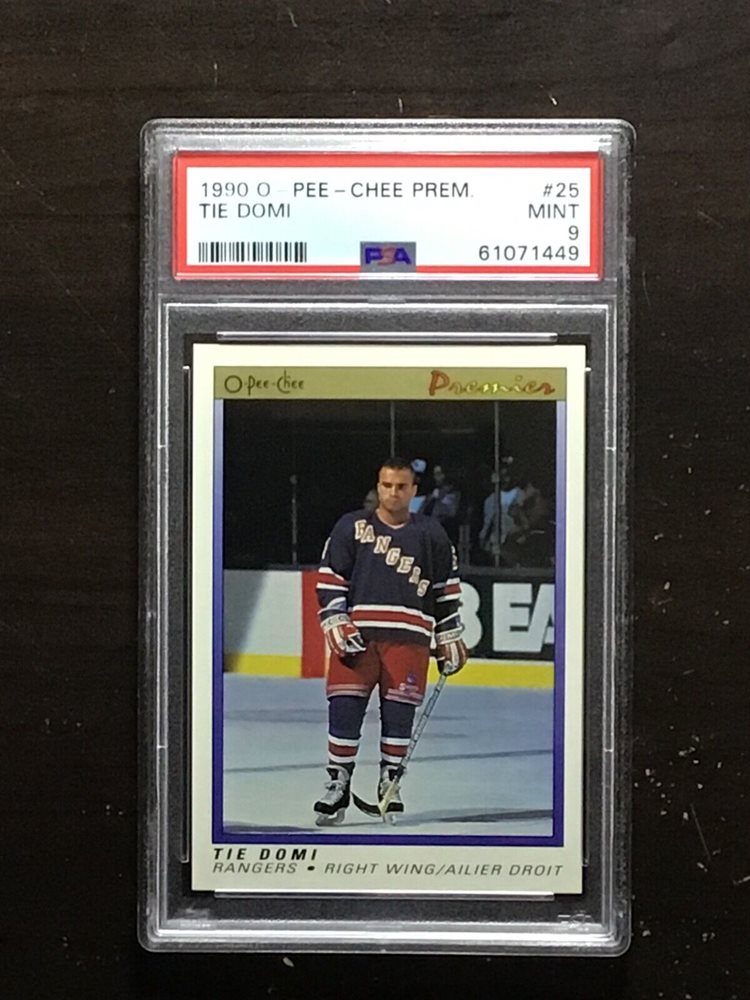 1990 O - PEE - CHEE PREM. #25
TIE DOMI MINT
9
PSA 61071449
O-Pee-Chee Premier
RANGERS
BEA
TIE DOMI
RANGERS • RIGHT WING/AILIER DROIT